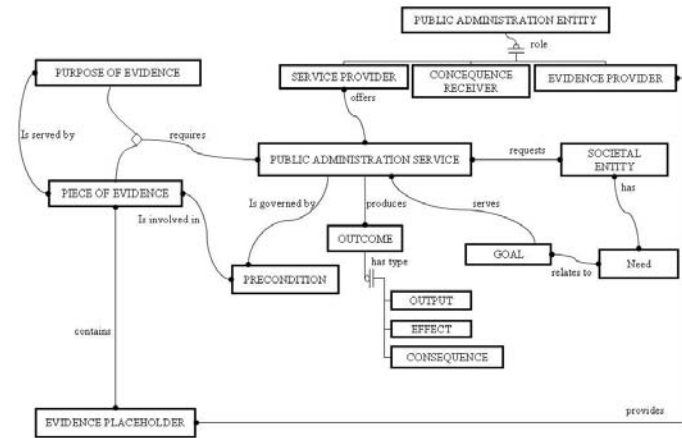 PUBLIC ADMINISTRATION ENTITY
role
PURPOSE OF EVIDENCE
SERVICE PROVIDER
CONCEQUENCE
RECEIVER
EVIDENCE PROVIDER
offers
Is served by
requires
PUBLIC ADMINISTRATION SERVICE
requests
SOCIETAL
ENTITY
PIECE OF EVIDENCE
has
Is governed by
produces
serves
Is involved in
OUTCOME
GOAL
Need
has type
relates to
PRECONDITION
OUTPUT
EFFECT
contains
CONSEQUENCE
provides
EVIDENCE PLACEHOLDER